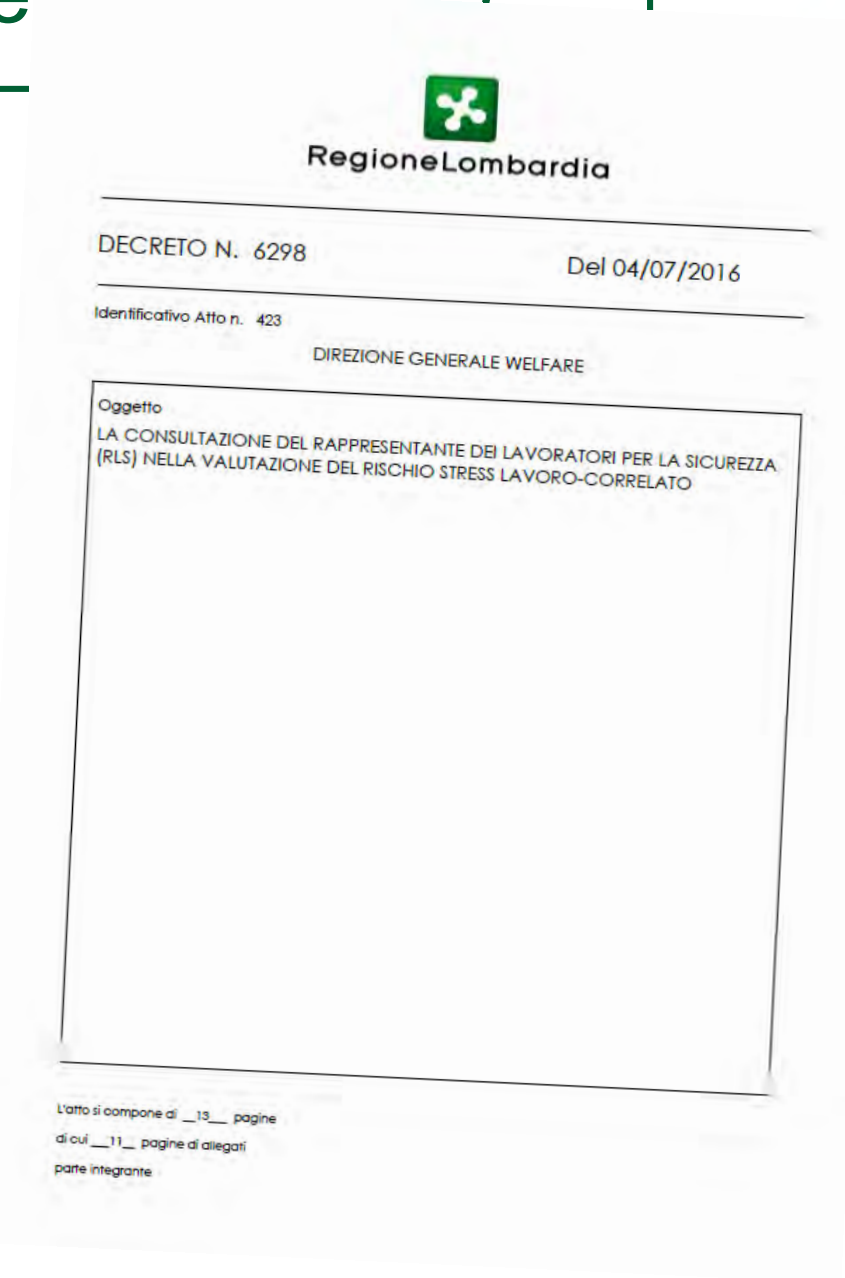 RegioneLombardia
DECRETO N. 6298
Del 04/07/2016
Identificativo Atto n. 423
DIREZIONE GENERALE WELFARE
Oggetto
LA CONSULTAZIONE DEL RAPPRESENTANTE DEI LAVORATORI PER LA SICUREZZA
(RLS) NELLA VALUTAZIONE DEL RISCHIO STRESS LAVORO-CORRELATO
L'atto si compone di __13__ pagine
di cui __11__ pagine di allegati
parte integrante